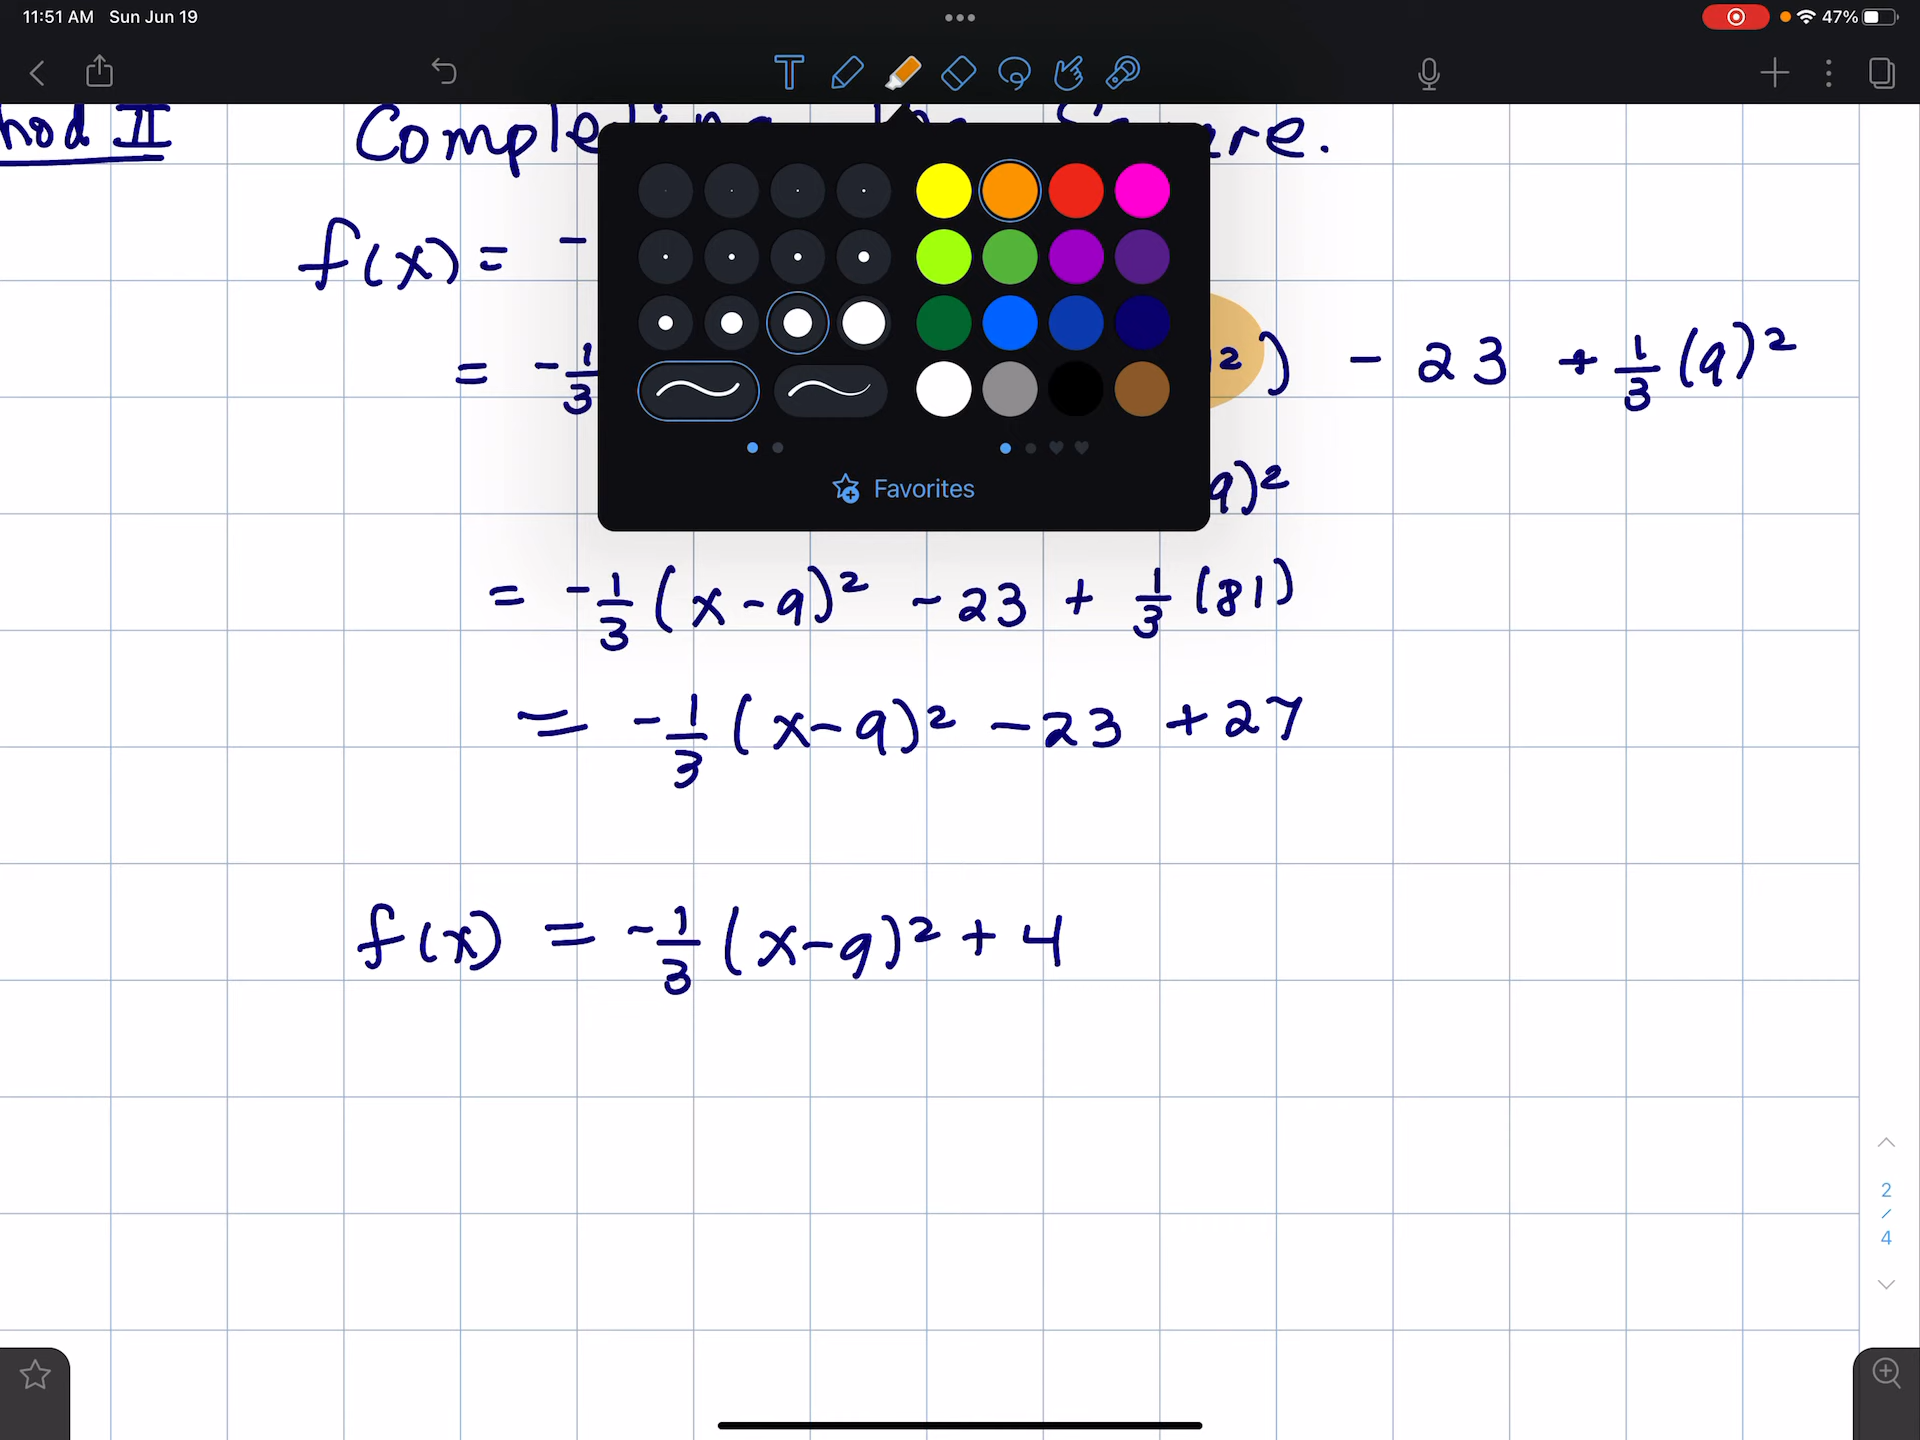 11:51 AM Sun Jun 19
47%
T
hod II
f(x) = -
= -1/3 ²) - 23 + 1/3 (9)²
9)²
Favorites
= -1/3 (x-9)² - 23 + 1/3 (81)
= -1/3 (x-9)² - 23 + 27
f(x) = -1/3 (x-9)² + 4
2
/
4